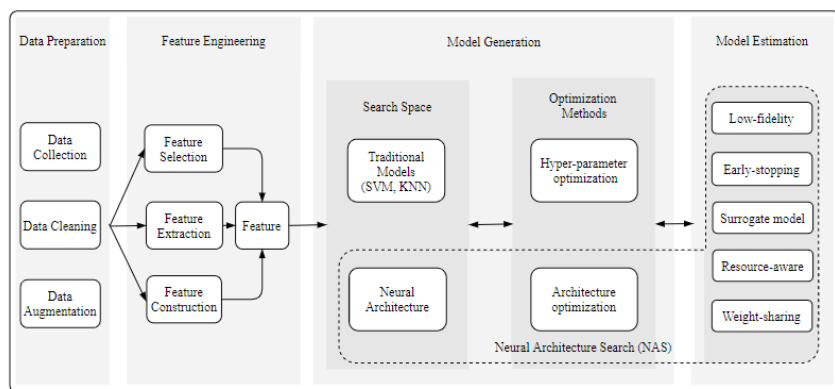 Data Preparation
Feature Engineering
Model Generation
Model Estimation
Data
Collection
Data Cleaning
Data
Augmentation
Feature
Selection
Feature
Extraction
Feature
Construction
Feature
Search Space
Traditional
Models
(SVM, KNN)
Neural
Architecture
Optimization
Methods
Hyper-parameter
optimization
Architecture
optimization
Neural Architecture Search (NAS)
Low-fidelity
Early-stopping
Surrogate model
Resource-aware
Weight-sharing